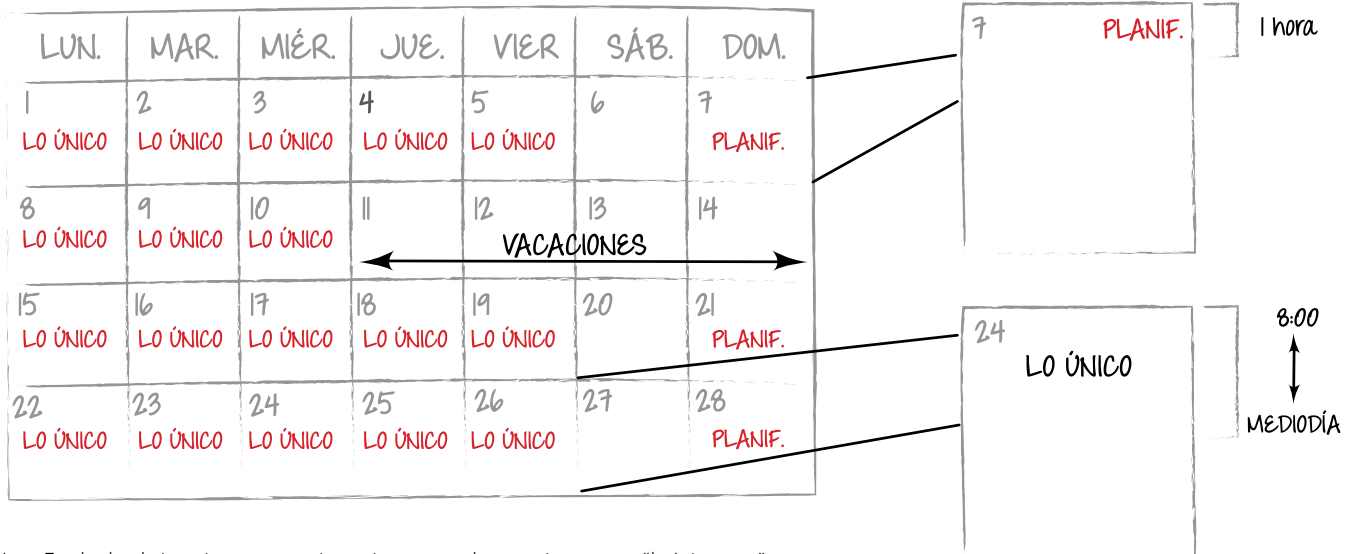 LUN. MAR. MIÉR. JUE. VIER SÁB. DOM.
1 2 3 4 5 6 7
LO ÚNICO LO ÚNICO LO ÚNICO LO ÚNICO LO ÚNICO PLANIF.
8 9 10 11 12 13 14
LO ÚNICO LO ÚNICO LO ÚNICO
VACACIONES
15 16 17 18 19 20 21
LO ÚNICO LO ÚNICO LO ÚNICO LO ÚNICO LO ÚNICO PLANIF.
22 23 24 25 26 27 28
LO ÚNICO LO ÚNICO LO ÚNICO LO ÚNICO LO ÚNICO PLANIF.
7 PLANIF.
1 hora
24
LO ÚNICO
8:00
MEDIODÍA